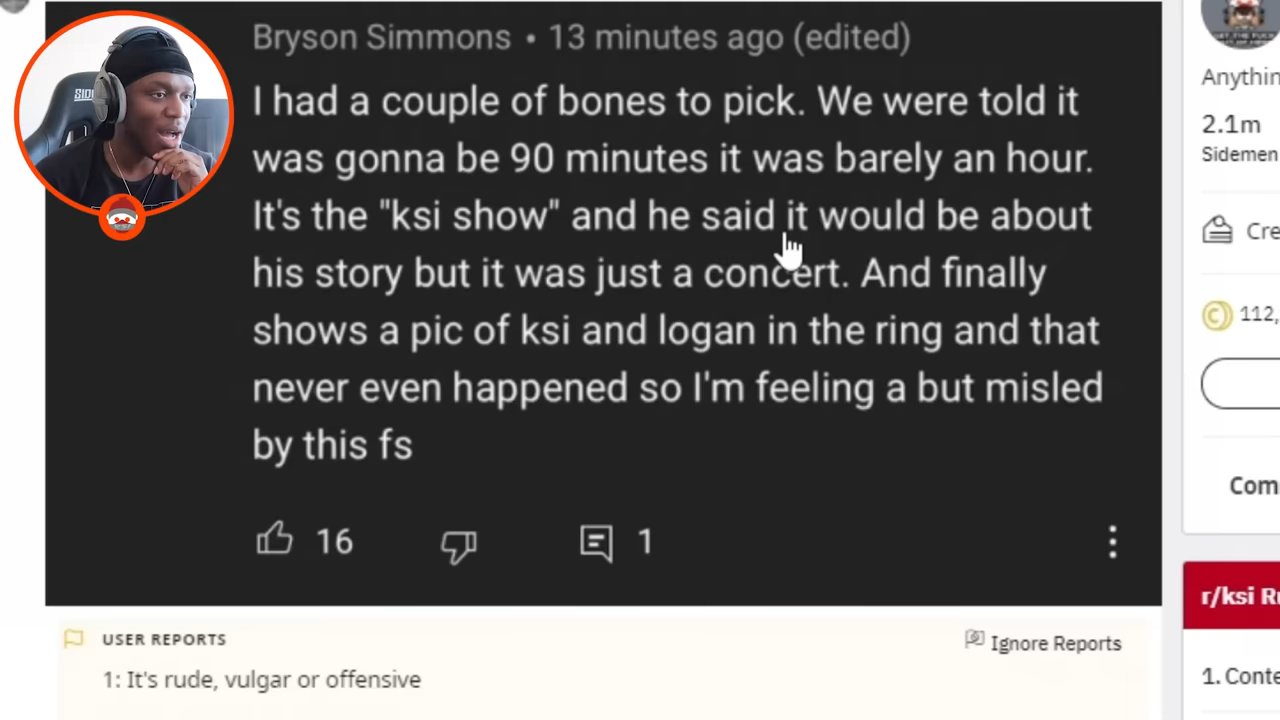 Bryson Simmons • 13 minutes ago (edited)
I had a couple of bones to pick. We were told it
was gonna be 90 minutes it was barely an hour.
It's the "ksi show" and he said it would be about
his story but it was just a concert. And finally
shows a pic of ksi and logan in the ring and that
never even happened so I'm feeling a but misled
by this fs
16
1
USER REPORTS
Ignore Reports
1: It's rude, vulgar or offensive
Anythin
2.1m
Sidemen
Cre
112,
Com
r/ksi Ru
1. Conte